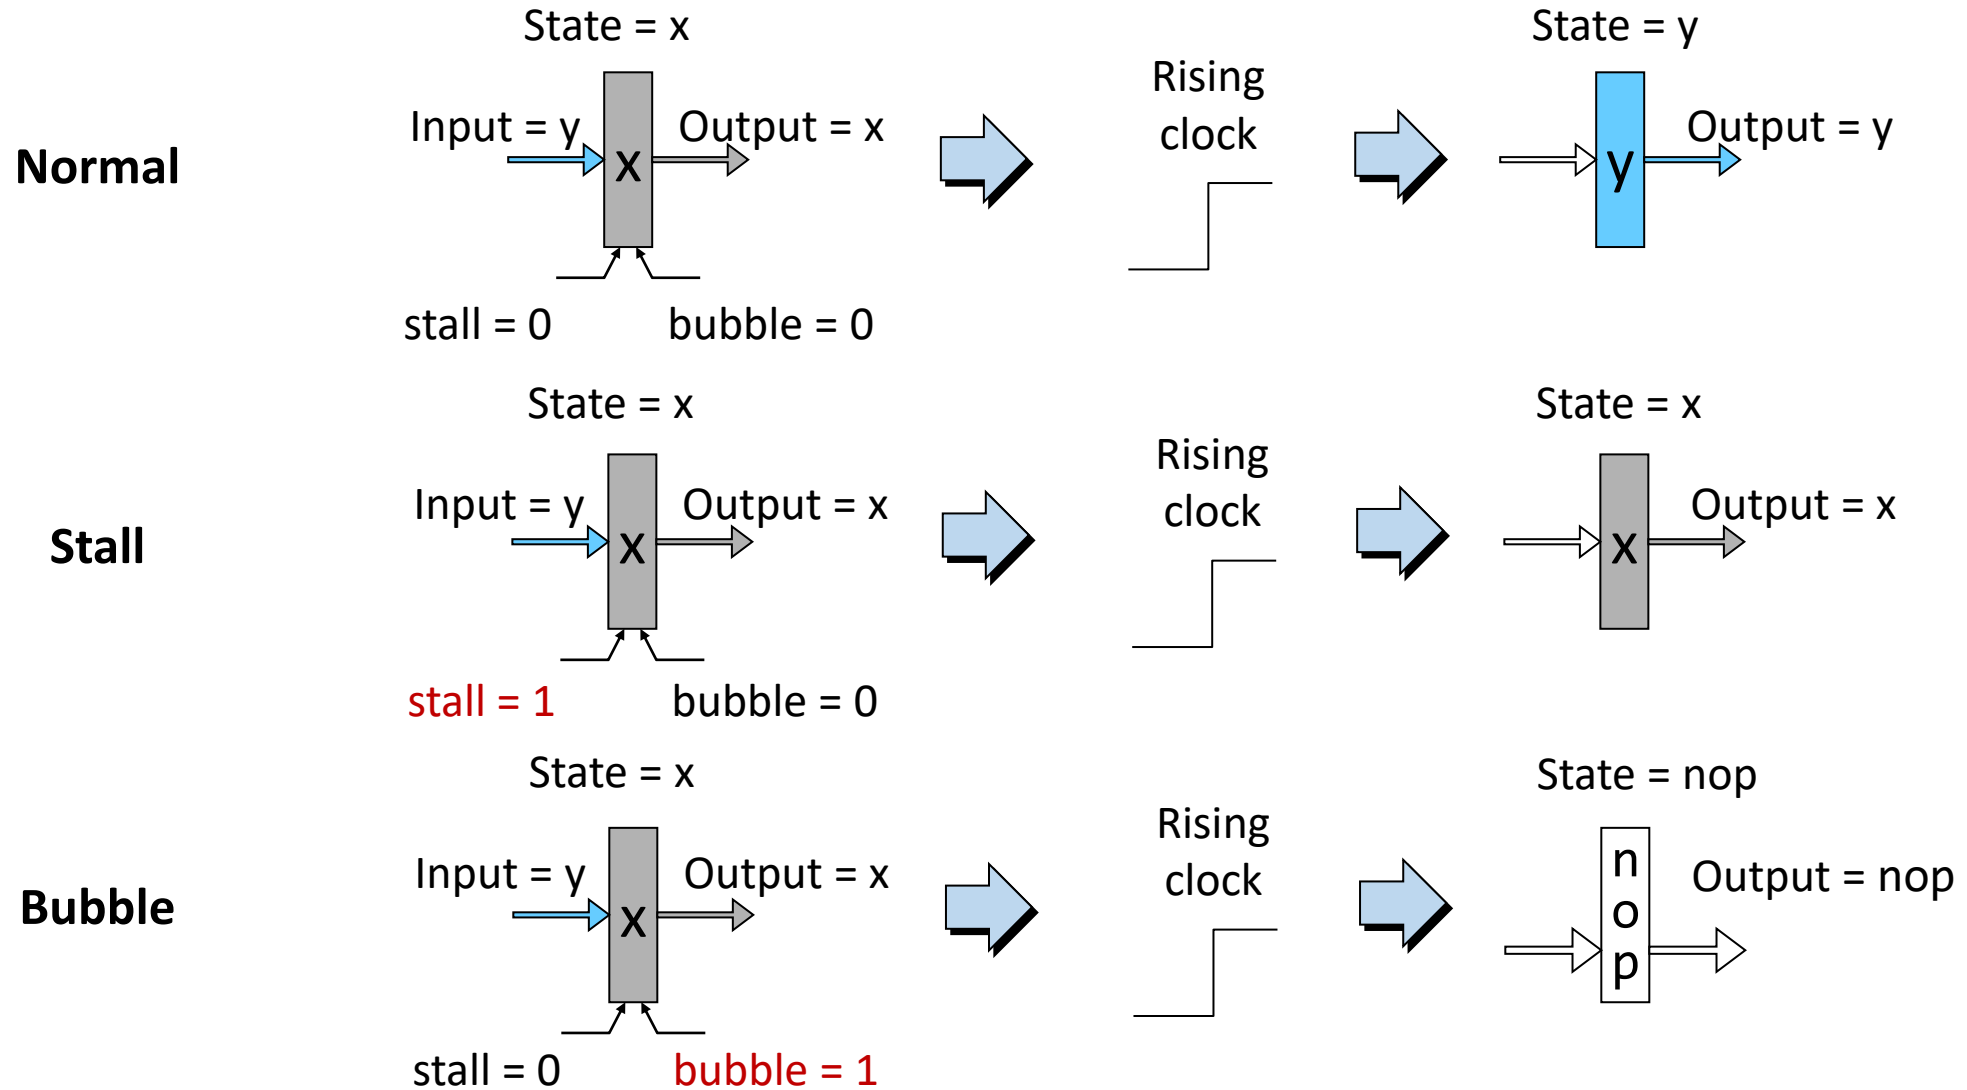 State = x
State = y
Normal
Input = y
x
Output = x
Rising
clock
y
Output = y
stall = 0
bubble = 0
State = x
State = x
Stall
Input = y
x
Output = x
Rising
clock
x
Output = x
stall = 1
bubble = 0
State = x
State = nop
Bubble
Input = y
x
Output = x
Rising
clock
n
o
p
Output = nop
stall = 0
bubble = 1